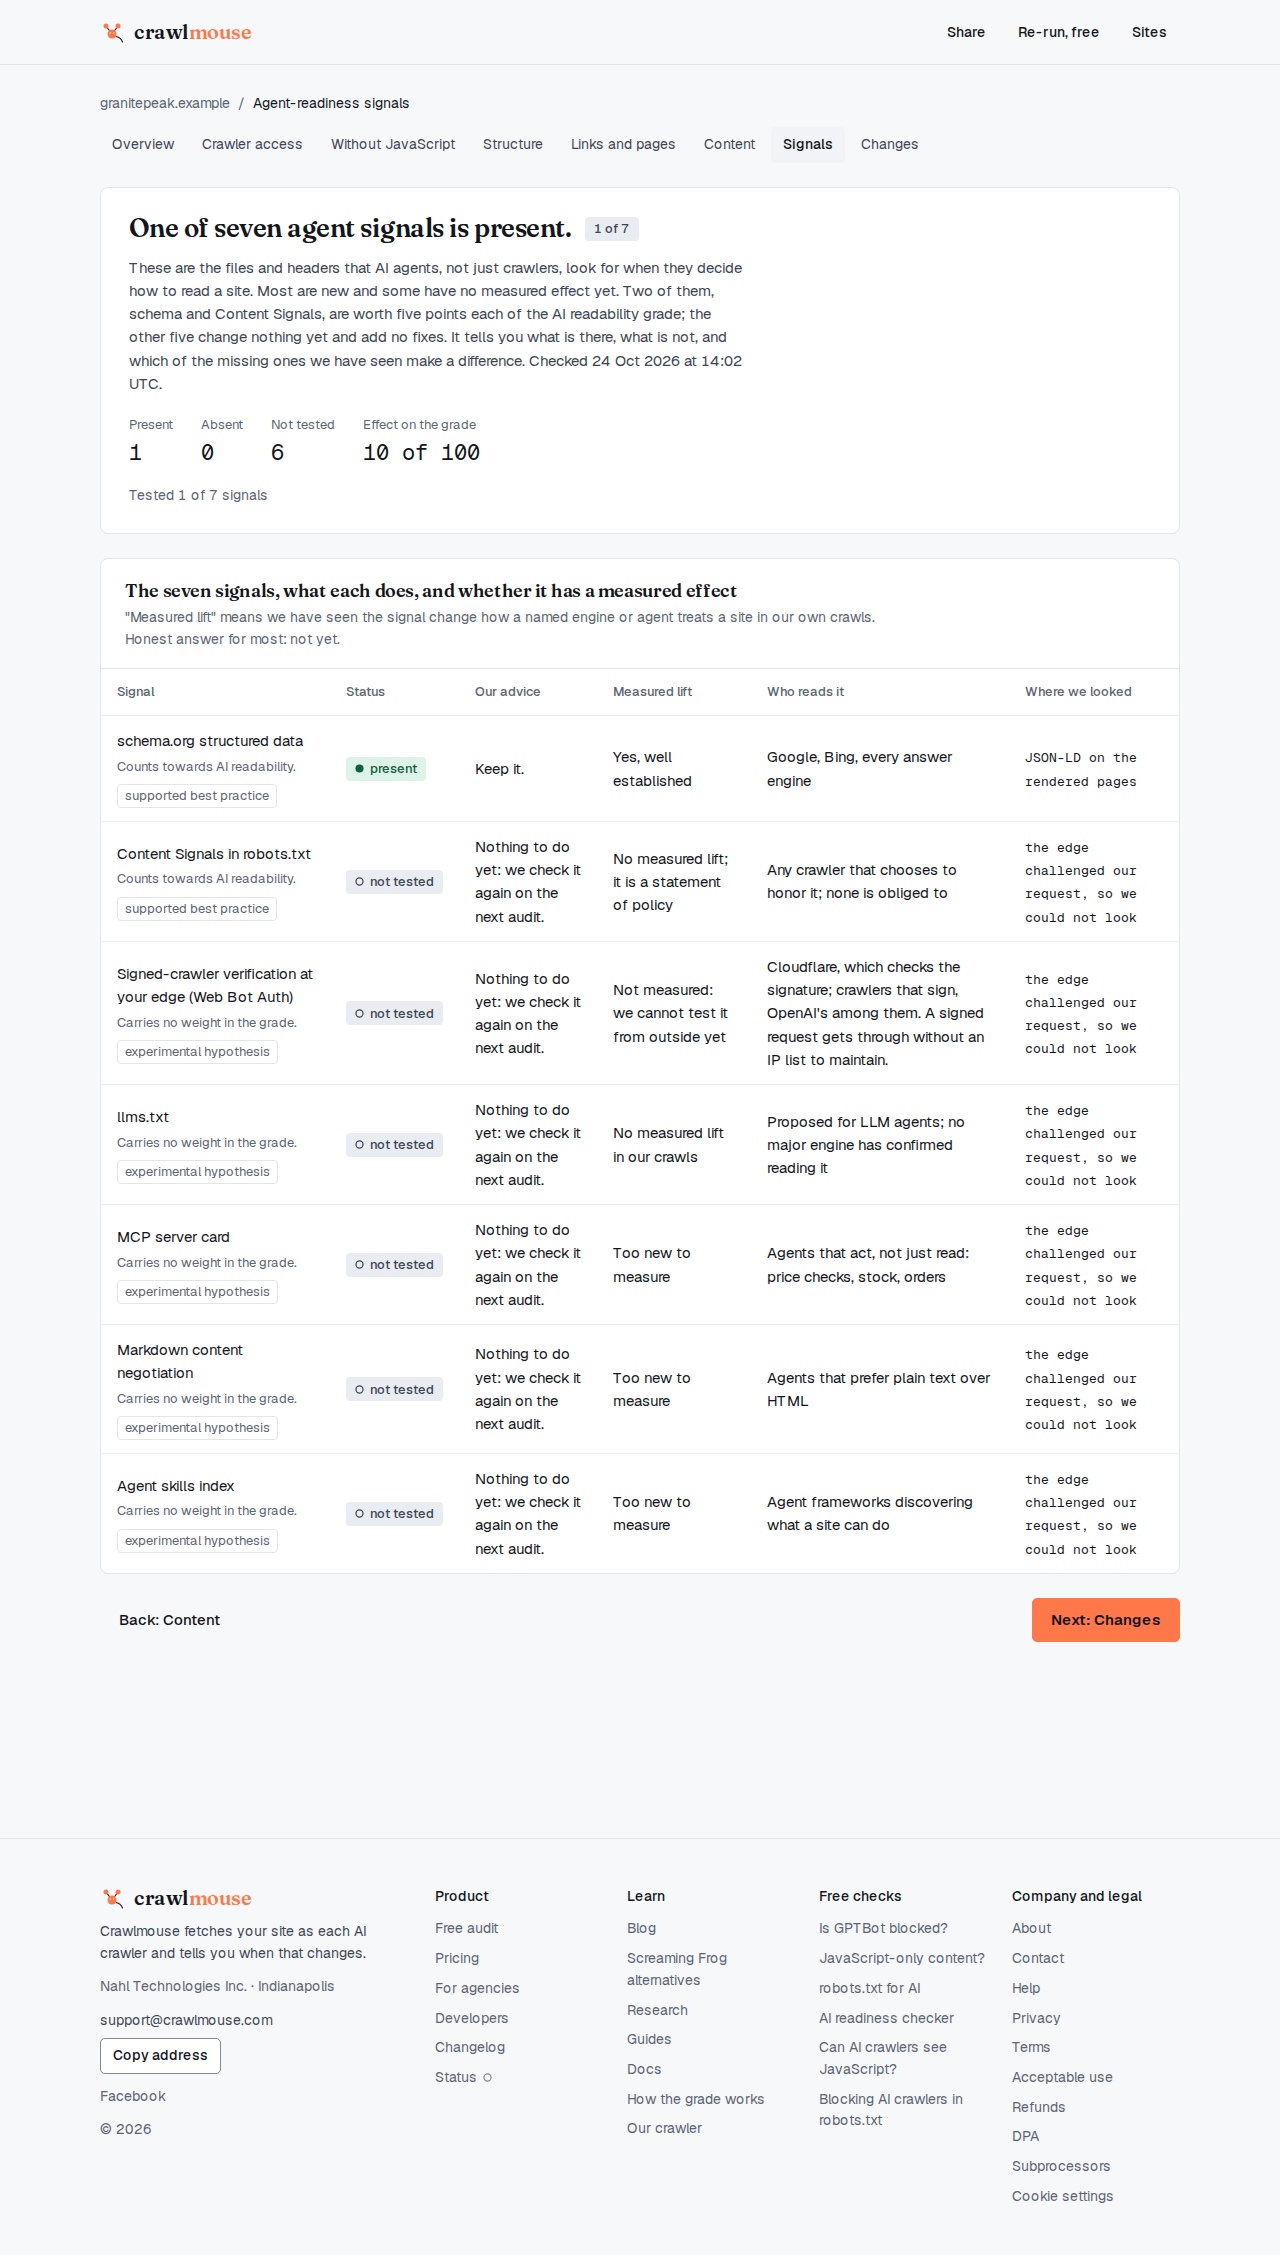 crawlmouse
Share
Re-run, free
Sites
granitepeak.example / Agent-readiness signals
Overview
Crawler access
Without JavaScript
Structure
Links and pages
Content
Signals
Changes
One of seven agent signals is present.
1 of 7
These are the files and headers that AI agents, not just crawlers, look for when they decide
how to read a site. Most are new and some have no measured effect yet. Two of them,
schema and Content Signals, are worth five points each of the AI readability grade; the
other five change nothing yet and add no fixes. It tells you what is there, what is not, and
which of the missing ones we have seen make a difference. Checked 24 Oct 2026 at 14:02
UTC.
Present
1
Absent
0
Not tested
6
Effect on the grade
10 of 100
Tested 1 of 7 signals
The seven signals, what each does, and whether it has a measured effect
"Measured lift" means we have seen the signal change how a named engine or agent treats a site in our own crawls.
Honest answer for most: not yet.
Signal
Status
Our advice
Measured lift
Who reads it
Where we looked
schema.org structured data
Counts towards AI readability.
supported best practice
present
Keep it.
Yes, well
established
Google, Bing, every answer
engine
JSON-LD on the
rendered pages
Content Signals in robots.txt
Counts towards AI readability.
supported best practice
not tested
Nothing to do
yet: we check it
again on the
next audit.
No measured lift;
it is a statement
of policy
Any crawler that chooses to
honor it; none is obliged to
the edge
challenged our
request, so we
could not look
Signed-crawler verification at
your edge (Web Bot Auth)
Carries no weight in the grade.
experimental hypothesis
not tested
Nothing to do
yet: we check it
again on the
next audit.
Not measured:
we cannot test it
from outside yet
Cloudflare, which checks the
signature; crawlers that sign,
OpenAI's among them. A signed
request gets through without an
IP list to maintain.
the edge
challenged our
request, so we
could not look
llms.txt
Carries no weight in the grade.
experimental hypothesis
not tested
Nothing to do
yet: we check it
again on the
next audit.
No measured lift
in our crawls
Proposed for LLM agents; no
major engine has confirmed
reading it
the edge
challenged our
request, so we
could not look
MCP server card
Carries no weight in the grade.
experimental hypothesis
not tested
Nothing to do
yet: we check it
again on the
next audit.
Too new to
measure
Agents that act, not just read:
price checks, stock, orders
the edge
challenged our
request, so we
could not look
Markdown content
negotiation
Carries no weight in the grade.
experimental hypothesis
not tested
Nothing to do
yet: we check it
again on the
next audit.
Too new to
measure
Agents that prefer plain text over
HTML
the edge
challenged our
request, so we
could not look
Agent skills index
Carries no weight in the grade.
experimental hypothesis
not tested
Nothing to do
yet: we check it
again on the
next audit.
Too new to
measure
Agent frameworks discovering
what a site can do
the edge
challenged our
request, so we
could not look
Back: Content
Next: Changes
crawlmouse
Crawlmouse fetches your site as each AI
crawler and tells you when that changes.
Nahl Technologies Inc. · Indianapolis
support@crawlmouse.com
Copy address
Facebook
© 2026
Product
Free audit
Pricing
For agencies
Developers
Changelog
Status
Learn
Blog
Screaming Frog
alternatives
Research
Guides
Docs
How the grade works
Our crawler
Free checks
Is GPTBot blocked?
JavaScript-only content?
robots.txt for AI
AI readiness checker
Can AI crawlers see
JavaScript?
Blocking AI crawlers in
robots.txt
Company and legal
About
Contact
Help
Privacy
Terms
Acceptable use
Refunds
DPA
Subprocessors
Cookie settings